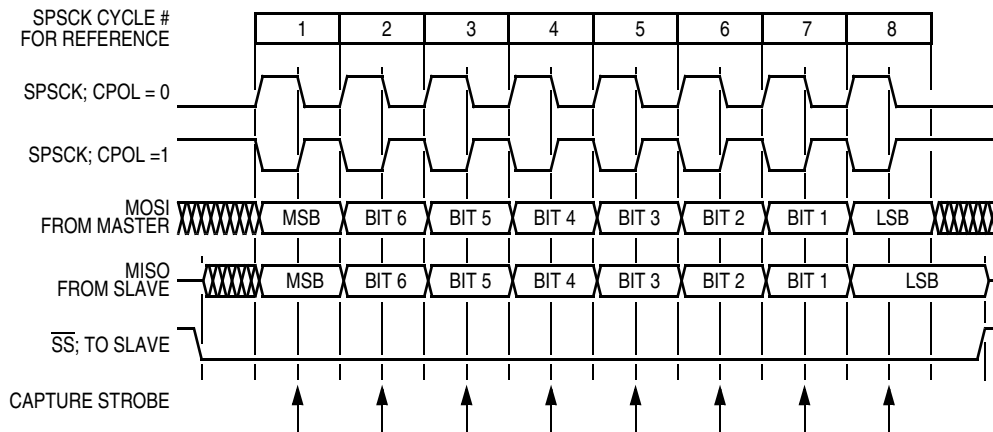 SPSCK CYCLE #
FOR REFERENCE
1 2 3 4 5 6 7 8
SPSCK; CPOL = 0
SPSCK; CPOL =1
MOSI
FROM MASTER
MSB BIT 6 BIT 5 BIT 4 BIT 3 BIT 2 BIT 1 LSB
MISO
FROM SLAVE
MSB BIT 6 BIT 5 BIT 4 BIT 3 BIT 2 BIT 1 LSB
SS; TO SLAVE
CAPTURE STROBE